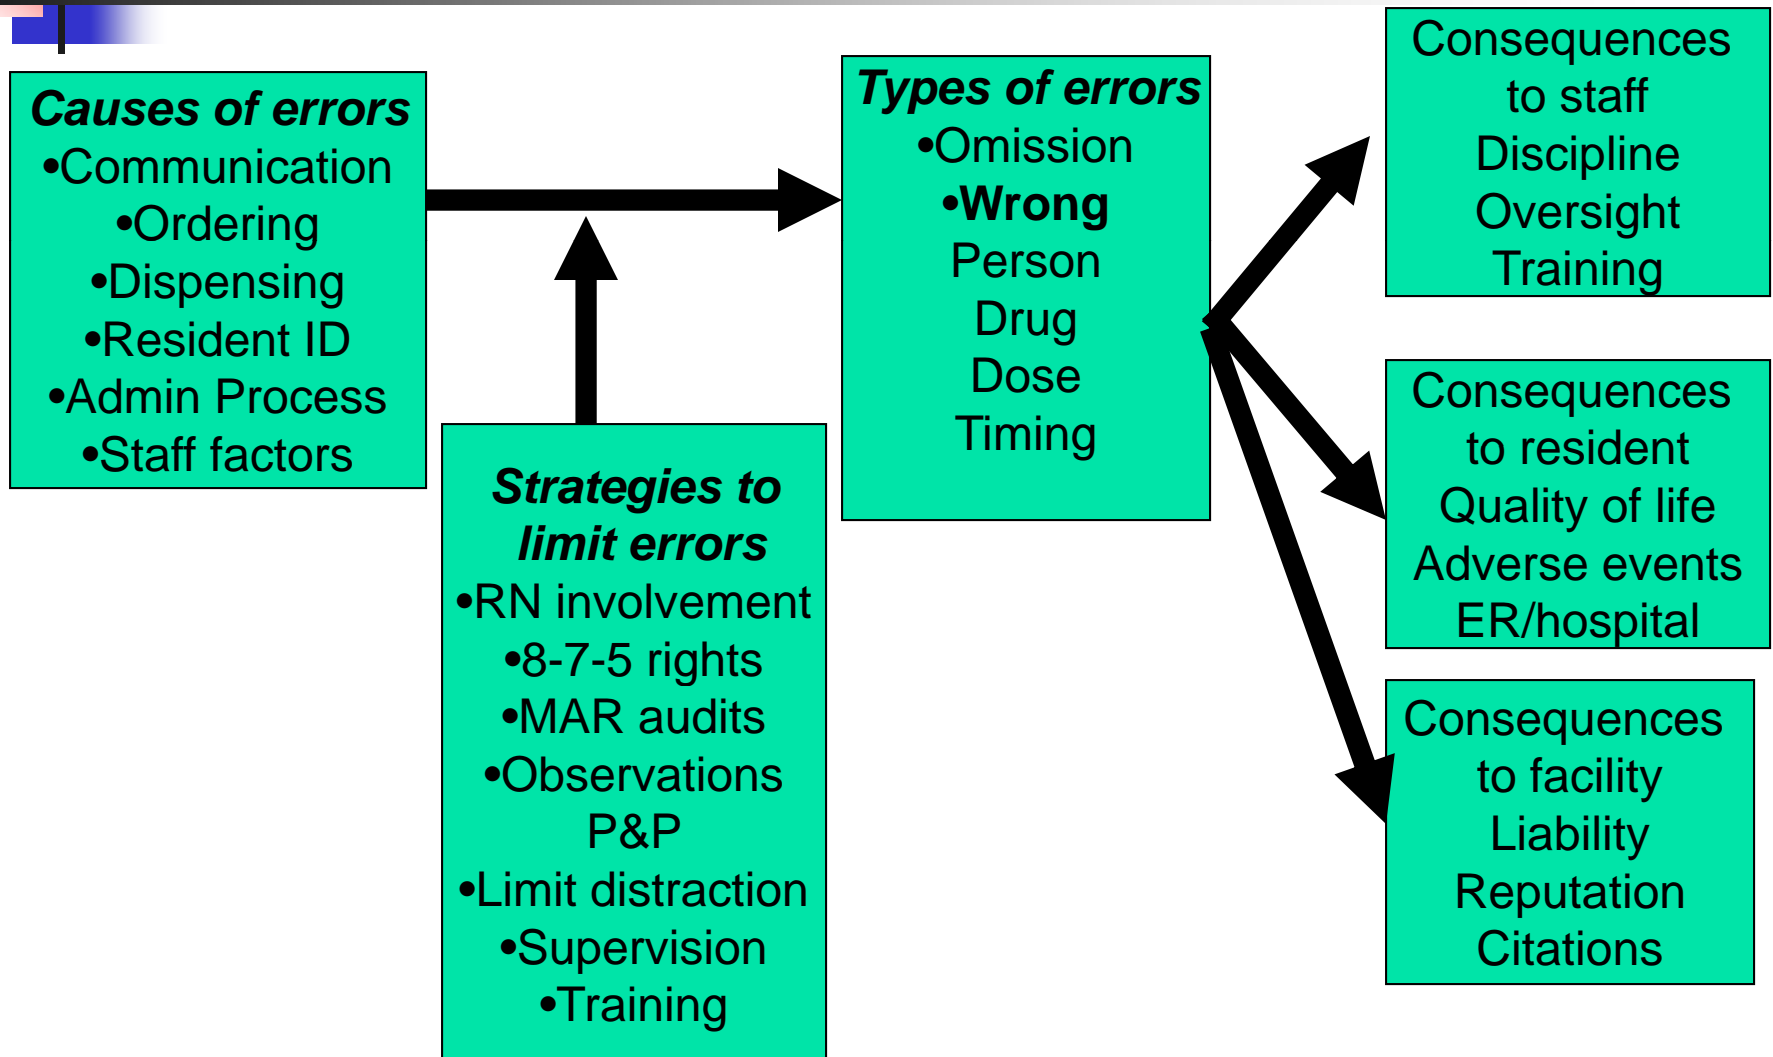 Causes of errors
•Communication
•Ordering
•Dispensing
•Resident ID
•Admin Process
•Staff factors
Strategies to
limit errors
•RN involvement
•8-7-5 rights
•MAR audits
•Observations
P&P
•Limit distraction
•Supervision
•Training
Types of errors
•Omission
•Wrong
Person
Drug
Dose
Timing
Consequences
to staff
Discipline
Oversight
Training
Consequences
to resident
Quality of life
Adverse events
ER/hospital
Consequences
to facility
Liability
Reputation
Citations